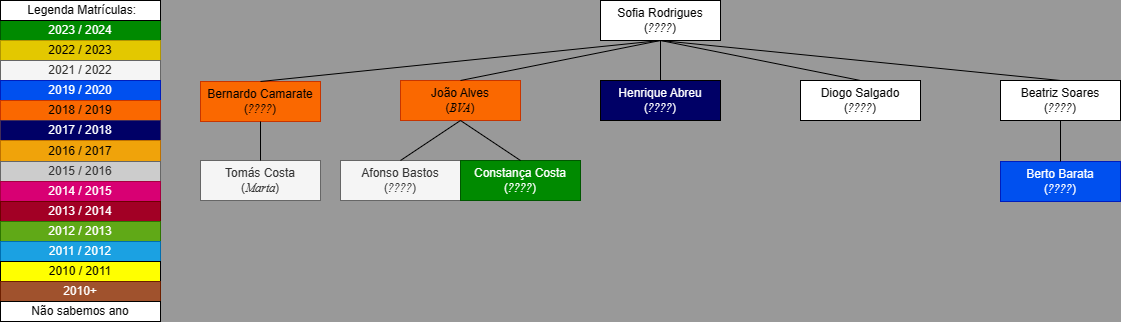 Legenda Matrículas:
2023 / 2024
2022 / 2023
2021 / 2022
2019 / 2020
2018 / 2019
2017 / 2018
2016 / 2017
2015 / 2016
2014 / 2015
2013 / 2014
2012 / 2013
2011 / 2012
2010 / 2011
2010+
Não sabemos ano
Sofia Rodrigues
(????)
Bernardo Camarate
(????)
João Alves
(BVA)
Henrique Abreu
(????)
Diogo Salgado
(????)
Beatriz Soares
(????)
Tomás Costa
(Marta)
Afonso Bastos
(????)
Constança Costa
(????)
Berto Barata
(????)